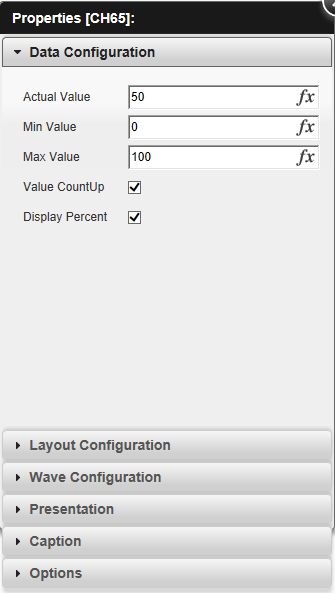 Properties [CH65]:
Data Configuration
Actual Value 50 fx
Min Value 0 fx
Max Value 100 fx
Value CountUp
Display Percent
Layout Configuration
Wave Configuration
Presentation
Caption
Options